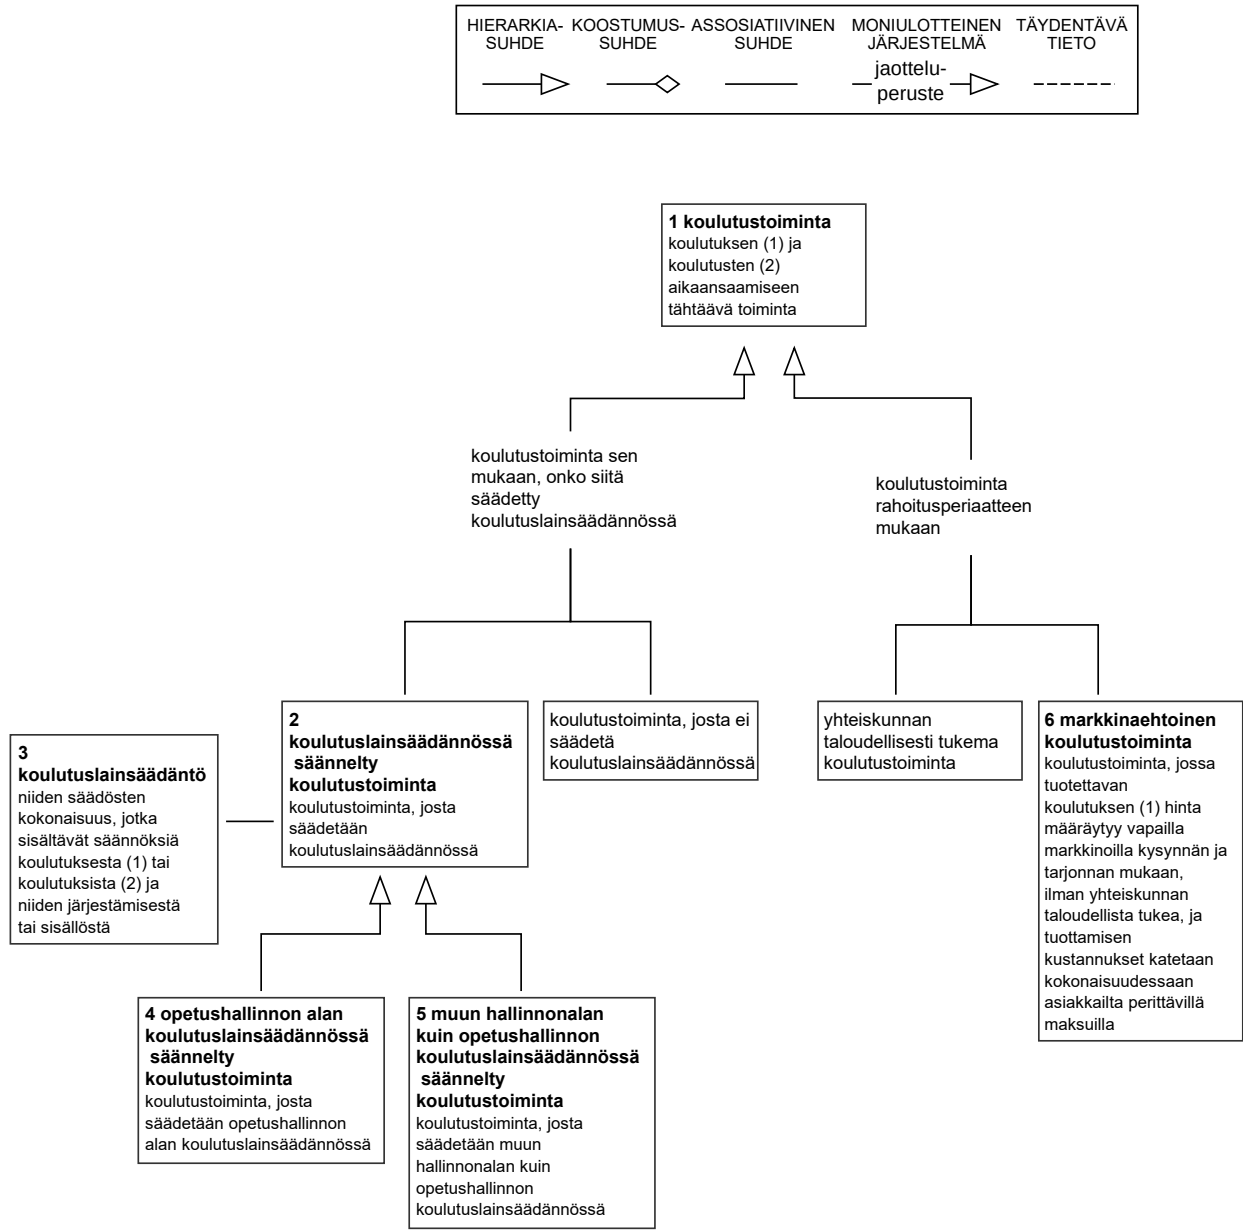 HIERARKIA-
SUHDE
KOOSTUMUS-
SUHDE
ASSOSIATIIVINEN
SUHDE
MONIULOTTEINEN
JÄRJESTELMÄ
jaottelu-
peruste
TÄYDENTÄVÄ
TIETO
1 koulutustoiminta
koulutuksen (1) ja
koulutusten (2)
aikaansaamiseen
tähtäävä toiminta
koulutustoiminta sen
mukaan, onko siitä
säädetty
koulutuslainsäädännössä
koulutustoiminta
rahoitusperiaatteen
mukaan
3
koulutuslainsäädäntö
niiden säädösten
kokonaisuus, jotka
sisältävät säännöksiä
koulutuksesta (1) tai
koulutuksista (2) ja
niiden järjestämisestä
tai sisällöstä
2
koulutuslainsäädännössä
säännelty
koulutustoiminta
koulutustoiminta, josta
säädetään
koulutuslainsäädännössä
koulutustoiminta, josta ei
säädetä
koulutuslainsäädännössä
yhteiskunnan
taloudellisesti tukema
koulutustoiminta
6 markkinaehtoinen
koulutustoiminta
koulutustoiminta, jossa
tuotettavan
koulutuksen (1) hinta
määräytyy vapailla
markkinoilla kysynnän ja
tarjonnan mukaan,
ilman yhteiskunnan
taloudellista tukea, ja
tuottamisen
kustannukset katetaan
kokonaisuudessaan
asiakkailta perittävillä
maksuilla
4 opetushallinnon alan
koulutuslainsäädännössä
säännelty
koulutustoiminta
koulutustoiminta, josta
säädetään opetushallinnon
alan koulutuslainsäädännössä
5 muun hallinnonalan
kuin opetushallinnon
koulutuslainsäädännössä
säännelty
koulutustoiminta
koulutustoiminta, josta
säädetään muun
hallinnonalan kuin
opetushallinnon
koulutuslainsäädännössä